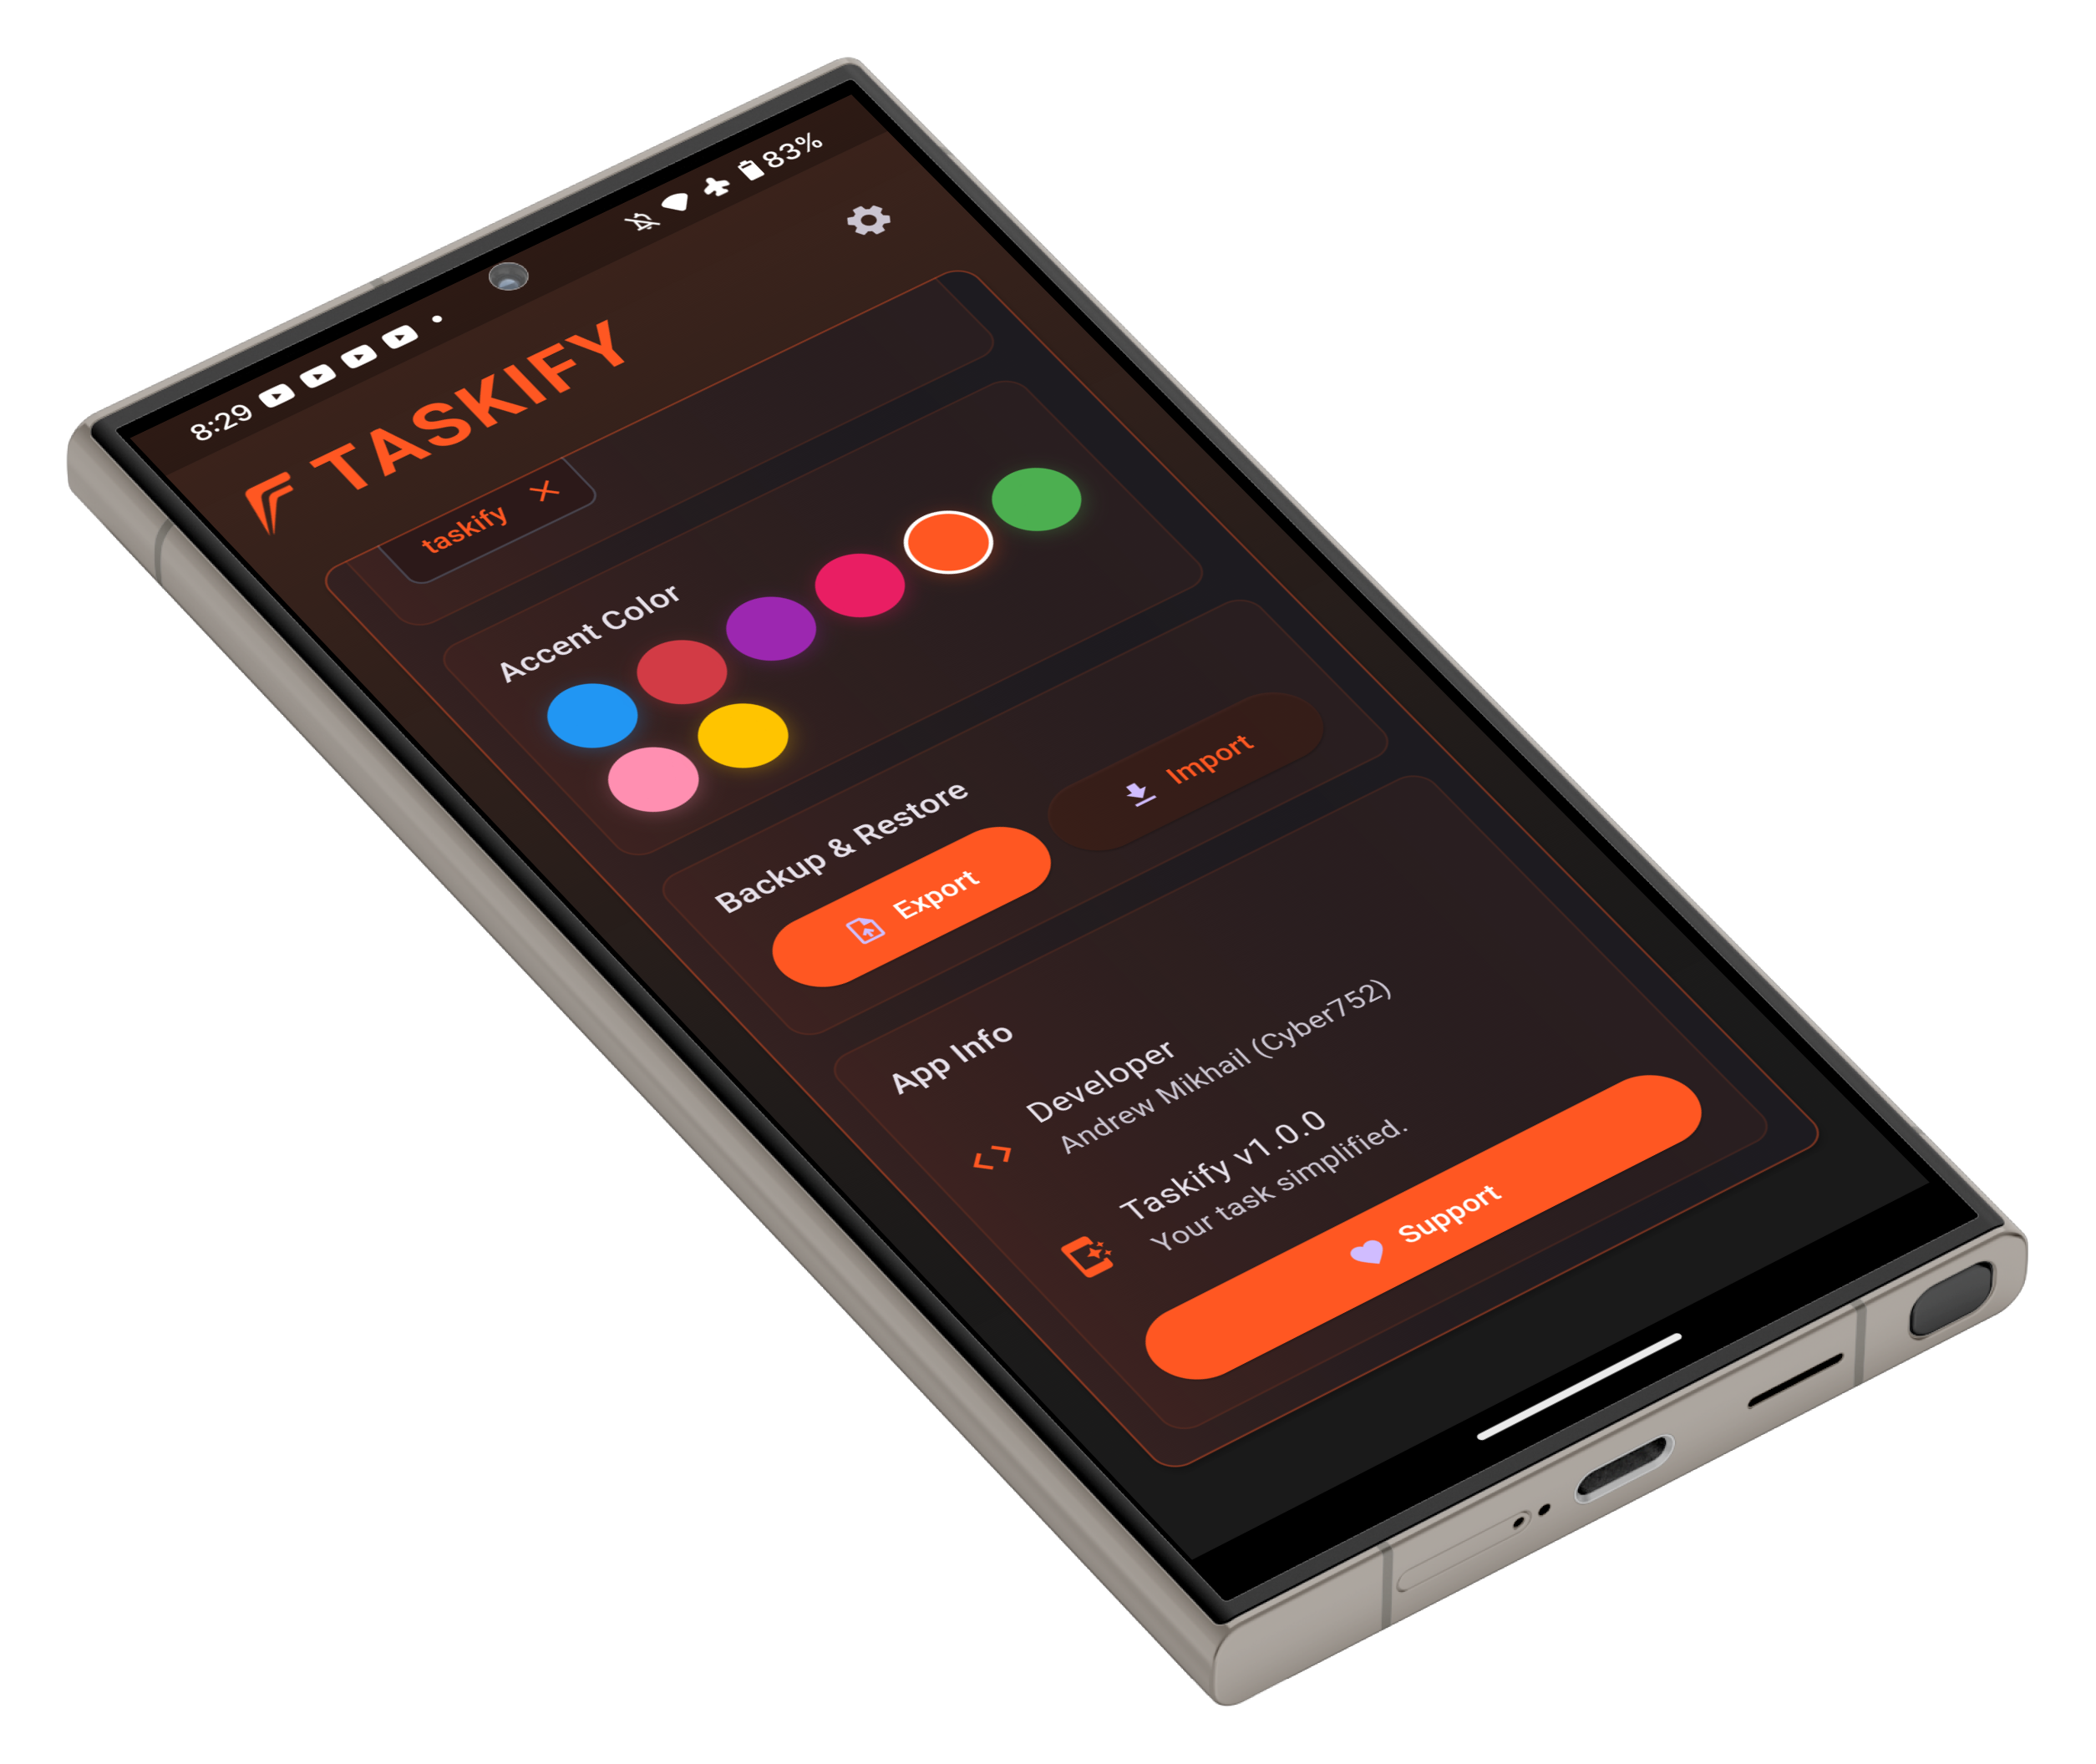 8:29
83%
TASKIFY
taskify
Accent Color
Backup & Restore
Export
Import
App Info
Developer
Andrew Mikhail (Cyber752)
Taskify v1.0.0
Your task simplified.
Support